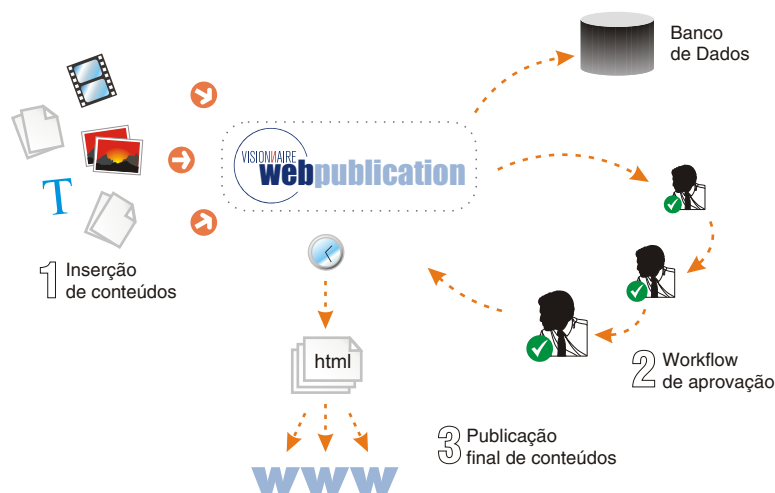 Banco
de Dados
VISIONNAIRE
webpublication
T
1 Inserção
de conteúdos
html
2 Workflow
de aprovação
3 Publicação
final de conteúdos
www